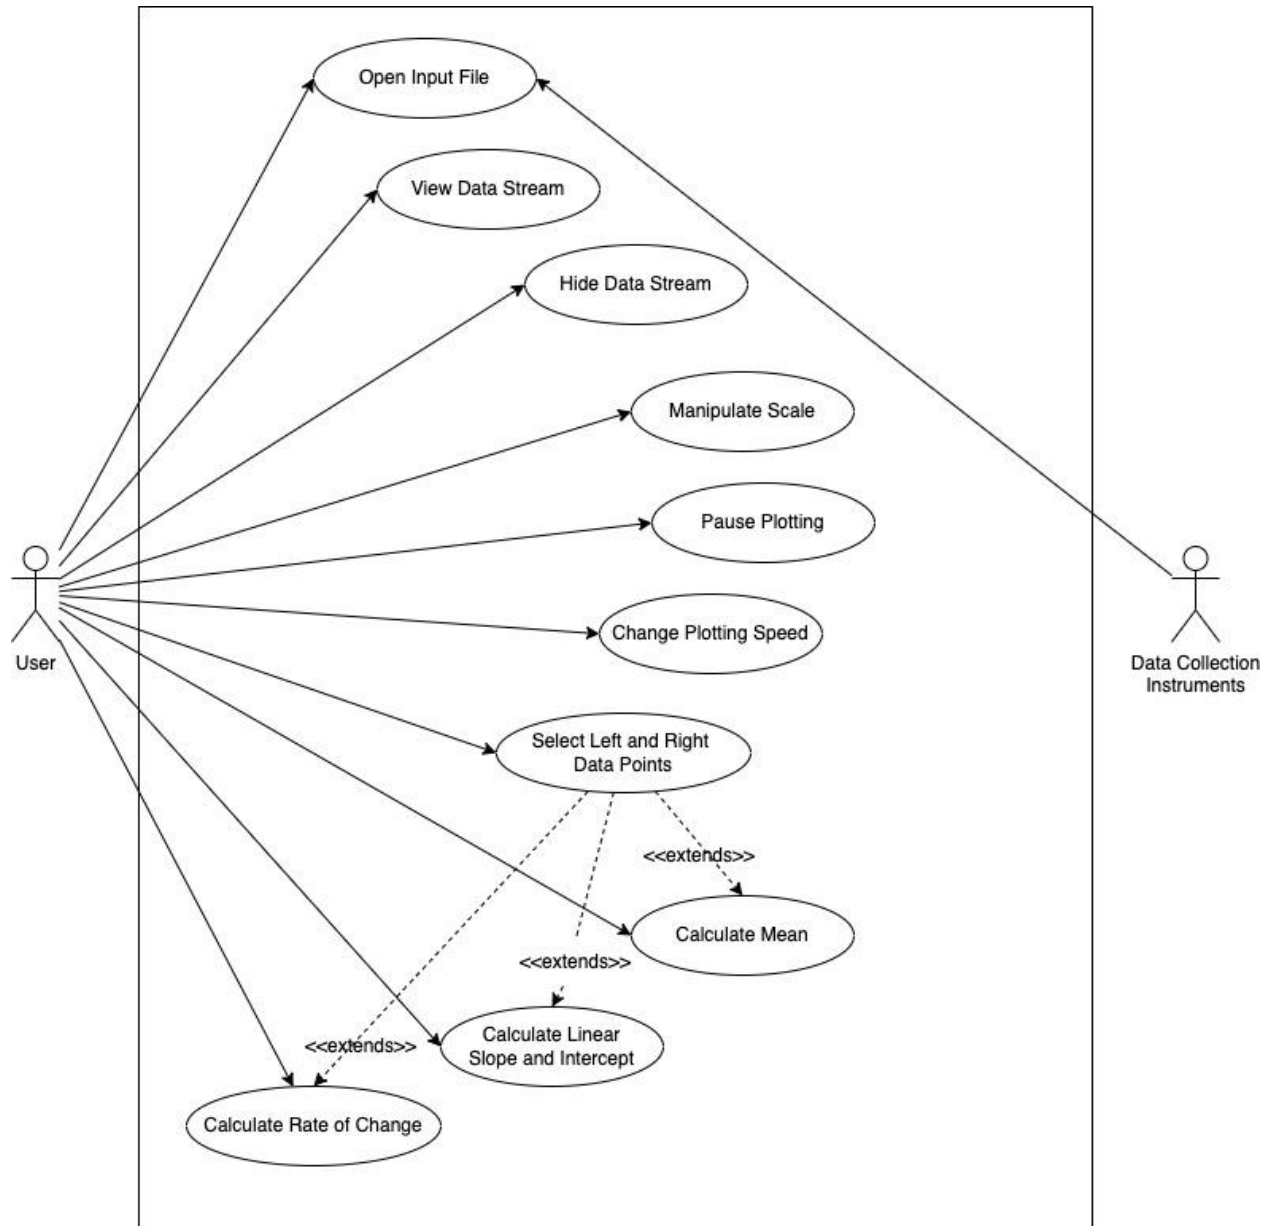 Open Input File
View Data Stream
Hide Data Stream
Manipulate Scale
Pause Plotting
Change Plotting Speed
User
Data Collection
Instruments
Select Left and Right
Data Points
<<extends>>
Calculate Mean
<<extends>>
Calculate Linear
Slope and Intercept
<<extends>>
Calculate Rate of Change